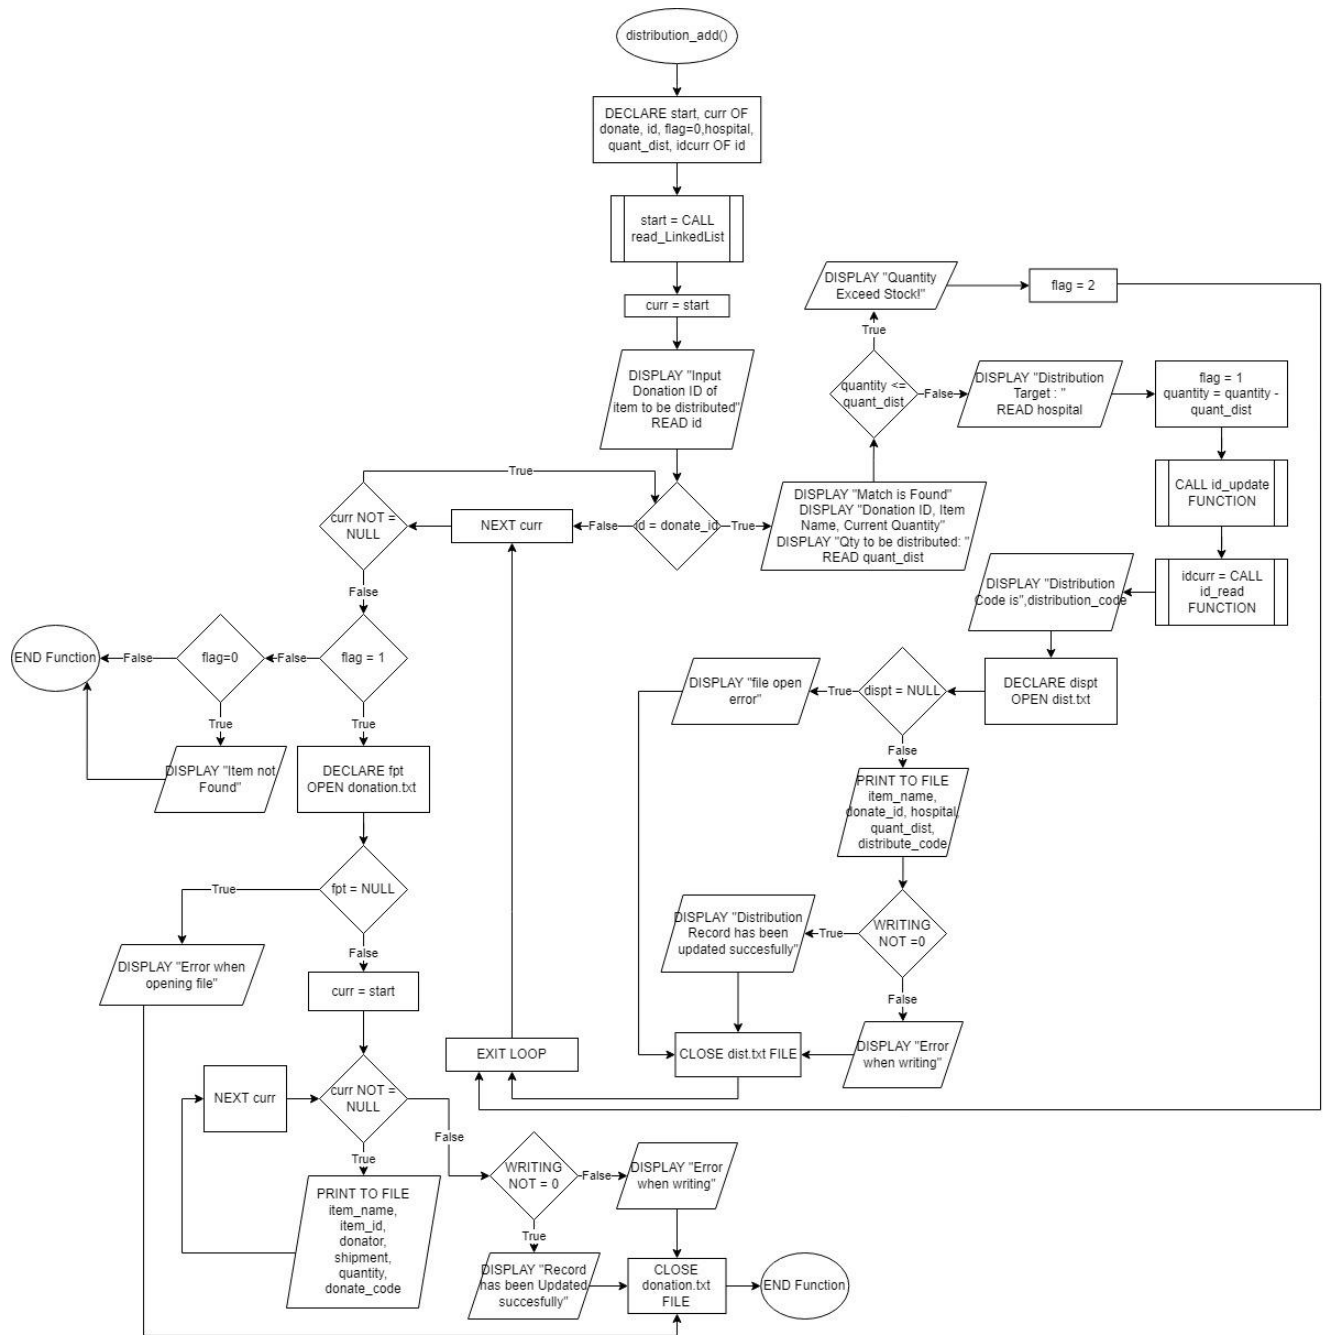 distribution_add()
DECLARE start, curr OF
donate, id, flag=0,hospital,
quant_dist, idcurr OF id
start = CALL
read_LinkedList
curr = start
DISPLAY "Input
Donation ID of
item to be distributed"
READ id
id = donate_id
True
False
NEXT curr
curr NOT =
NULL
True
False
DISPLAY "Match is Found"
DISPLAY "Donation ID, Item
Name, Current Quantity"
DISPLAY "Qty to be distributed: "
READ quant_dist
quantity <=
quant_dist
True
DISPLAY "Quantity
Exceed Stock!"
flag = 2
False
DISPLAY "Distribution
Target : "
READ hospital
flag = 1
quantity = quantity -
quant_dist
CALL id_update
FUNCTION
idcurr = CALL
id_read
FUNCTION
DISPLAY "Distribution
Code is",distribution_code
DECLARE dispt
OPEN dist.txt
dispt = NULL
True
DISPLAY "file open
error"
False
PRINT TO FILE
item_name,
donate_id, hospital,
quant_dist,
distribute_code
WRITING
NOT =0
True
DISPLAY "Distribution
Record has been
updated succesfully"
False
DISPLAY "Error
when writing"
CLOSE dist.txt FILE
EXIT LOOP
flag = 1
False
flag=0
False
END Function
True
DISPLAY "Item not
Found"
True
DECLARE fpt
OPEN donation.txt
fpt = NULL
True
DISPLAY "Error when
opening file"
False
curr = start
curr NOT =
NULL
NEXT curr
True
PRINT TO FILE
item_name,
item_id,
donator,
shipment,
quantity,
donate_code
False
WRITING
NOT = 0
False
DISPLAY "Error
when writing"
True
DISPLAY "Record
has been Updated
succesfully"
CLOSE
donation.txt
FILE
END Function